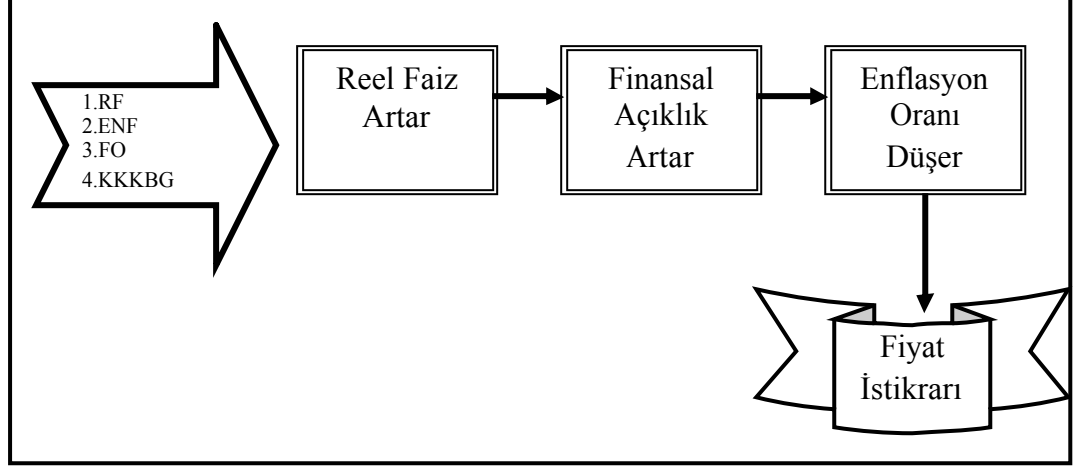 1.RF
2.ENF
3.FO
4.KKKBG
Reel Faiz
Artar
Finansal
Açıklık
Artar
Enflasyon
Oranı
Düşer
Fiyat
İstikrarı